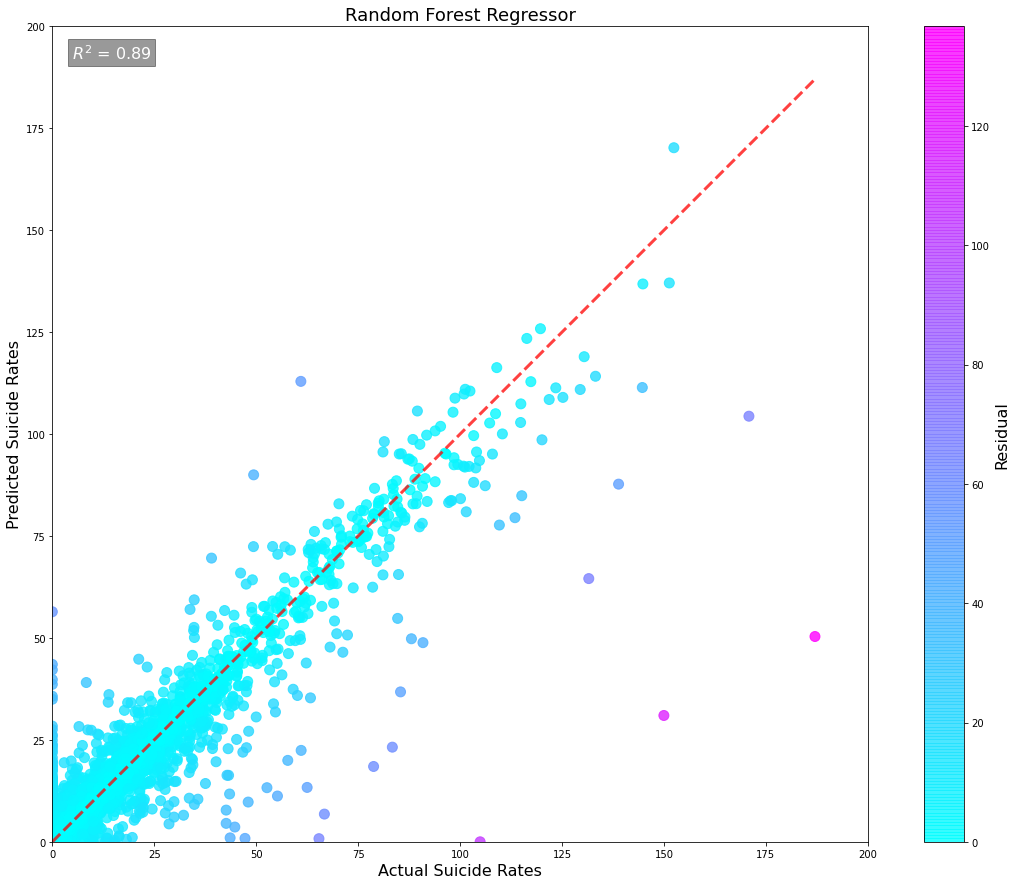 Random Forest Regressor
R² = 0.89
Predicted Suicide Rates
200
175
150
125
100
75
50
25
0
0 25 50 75 100 125 150 175 200
Actual Suicide Rates
120
100
80
60
40
20
0
Residual